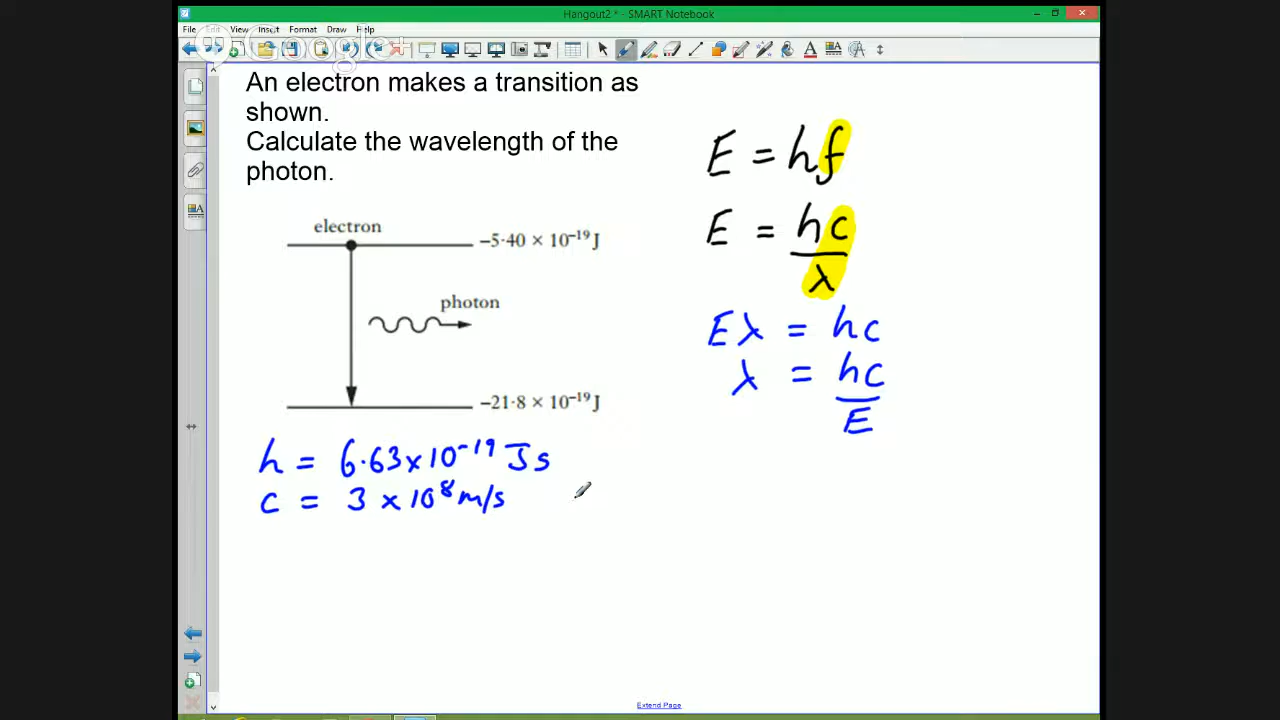 Hangout2 * - SMART Notebook
File Edit View Insert Format Draw Help
Google+
An electron makes a transition as
shown.
Calculate the wavelength of the
photon.
electron
−5·40 × 10⁻¹⁹ J
photon
−21·8 × 10⁻¹⁹ J
h = 6.63×10⁻¹⁹ Js
c = 3 × 10⁸ m/s
E = hf
E = hc/λ
Eλ = hc
λ = hc/E
Extend Page